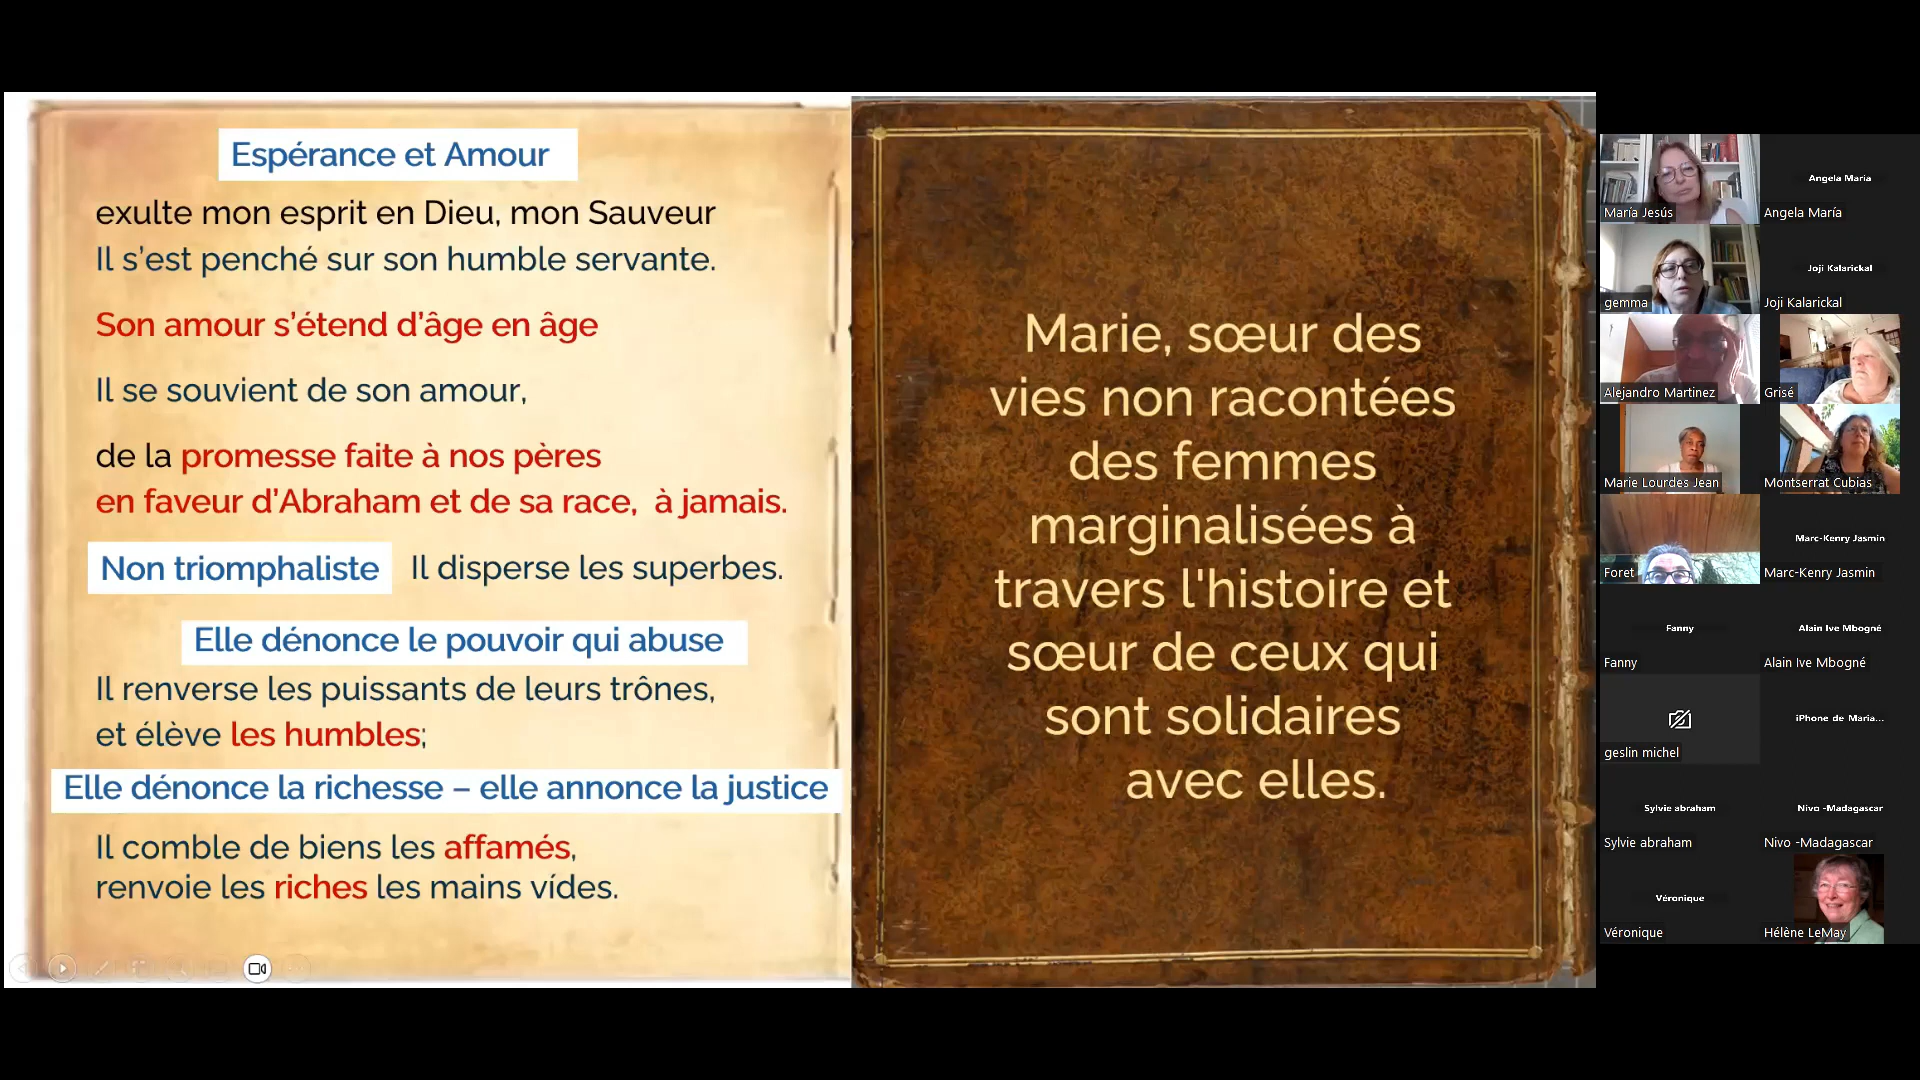 Espérance et Amour
exulte mon esprit en Dieu, mon Sauveur
Il s’est penché sur son humble servante.
Son amour s’étend d’âge en âge
Il se souvient de son amour,
de la promesse faite à nos pères
en faveur d’Abraham et de sa race,  à jamais.
Non triomphaliste Il disperse les superbes.
Elle dénonce le pouvoir qui abuse
Il renverse les puissants de leurs trônes,
et élève les humbles;
Elle dénonce la richesse – elle annonce la justice
Il comble de biens les affamés,
renvoie les riches les mains vídes.
Marie, sœur des
vies non racontées
des femmes
marginalisées à
travers l'histoire et
sœur de ceux qui
sont solidaires
avec elles.
María Jesús
Angela Maria
Angela María
gemma
Joji Kalarickal
Joji Kalarickal
Alejandro Martinez
Grisé
Marie Lourdes Jean
Montserrat Cubias
Foret
Marc-Kenry Jasmin
Marc-Kenry Jasmin
Fanny
Fanny
Alain Ive Mbogné
Alain Ive Mbogné
geslin michel
iPhone de Maria...
Sylvie abraham
Sylvie abraham
Nivo -Madagascar
Nivo -Madagascar
Véronique
Véronique
Hélène LeMay